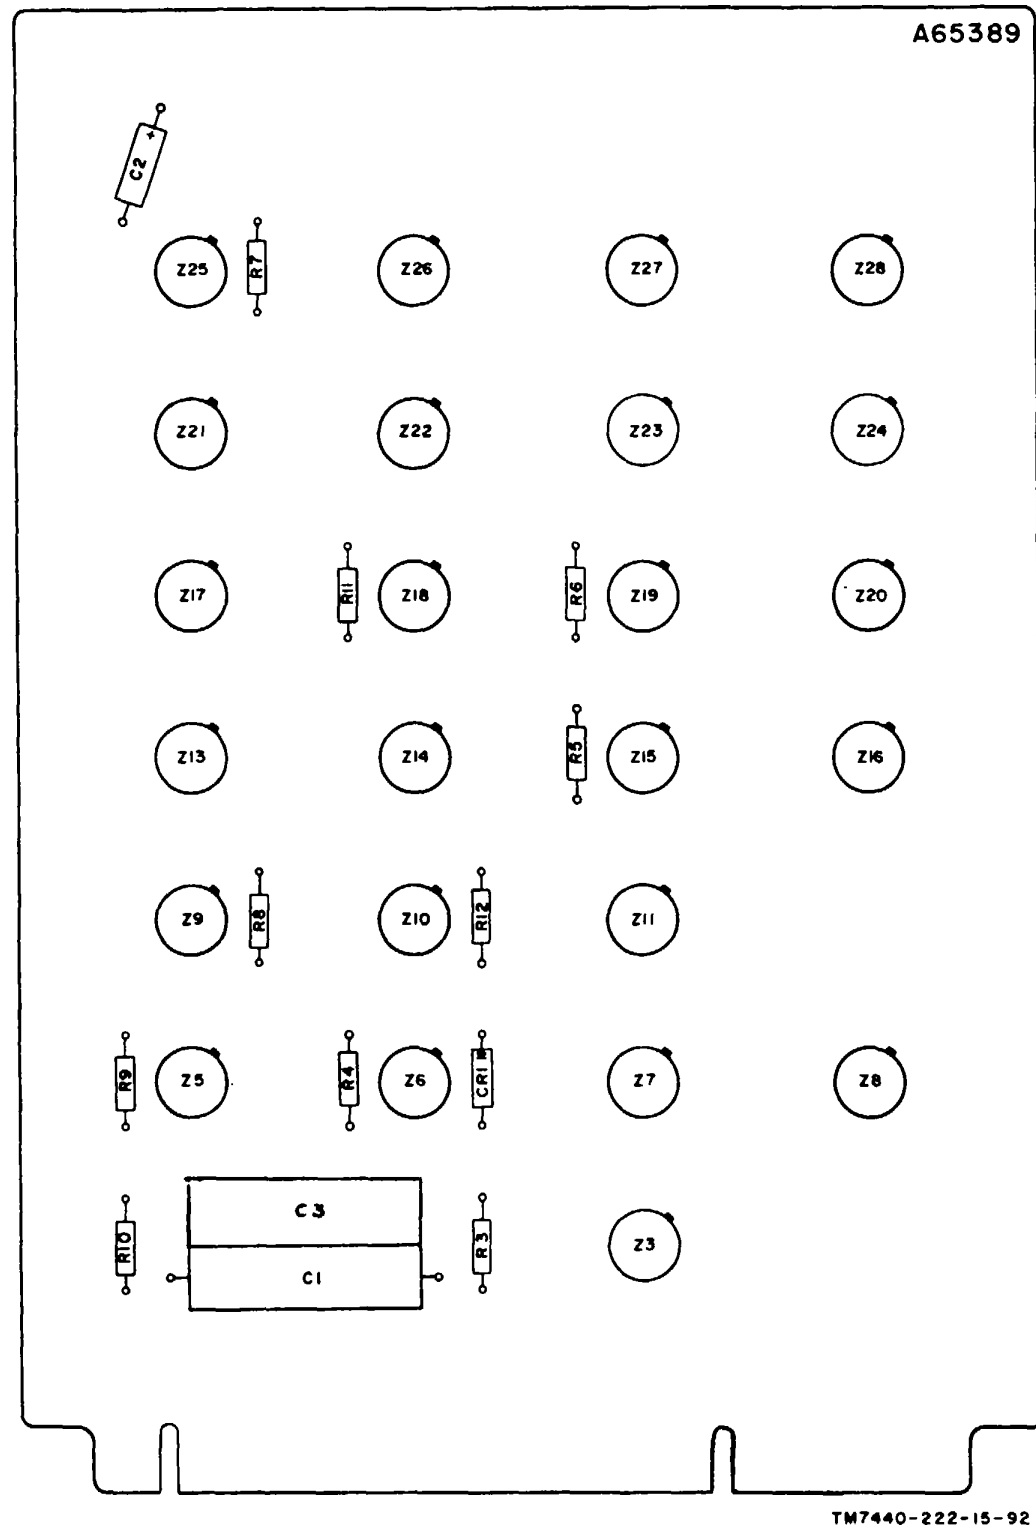 A65389
+
C2
Z25
R7
Z26
Z27
Z28
Z21
Z22
Z23
Z24
Z17
R11
Z18
R6
Z19
Z20
Z13
Z14
R5
Z15
Z16
Z9
R8
Z10
R12
Z11
R9
Z5
R4
Z6
CR1
Z7
Z8
R10
C3
C1
R3
Z3
TM7440-222-15-92